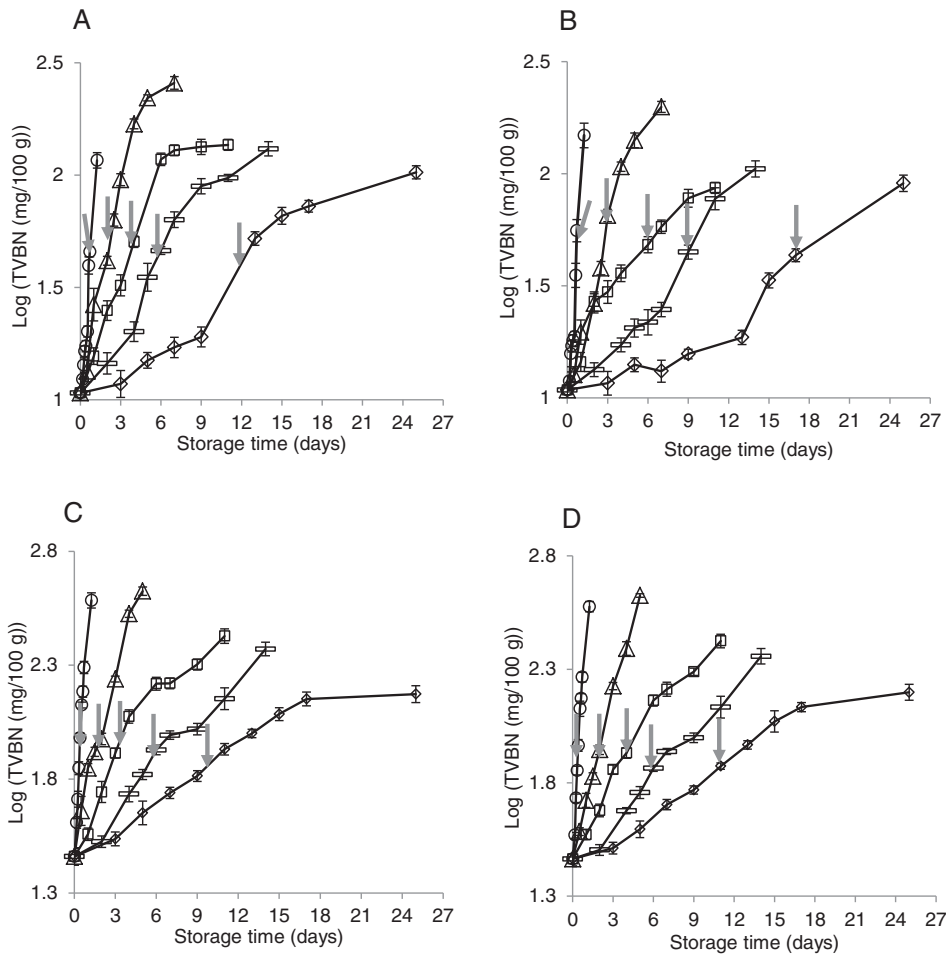 A
Log (TVBN (mg/100 g))
2.5
2
1.5
1
0 3 6 9 12 15 18 21 24 27
Storage time (days)
B
Log (TVBN (mg/100 g))
2.5
2
1.5
1
0 3 6 9 12 15 18 21 24 27
Storage time (days)
C
Log (TVBN (mg/100 g))
2.8
2.3
1.8
1.3
0 3 6 9 12 15 18 21 24 27
Storage time (days)
D
Log (TVBN (mg/100 g))
2.8
2.3
1.8
1.3
0 3 6 9 12 15 18 21 24 27
Storage time (days)